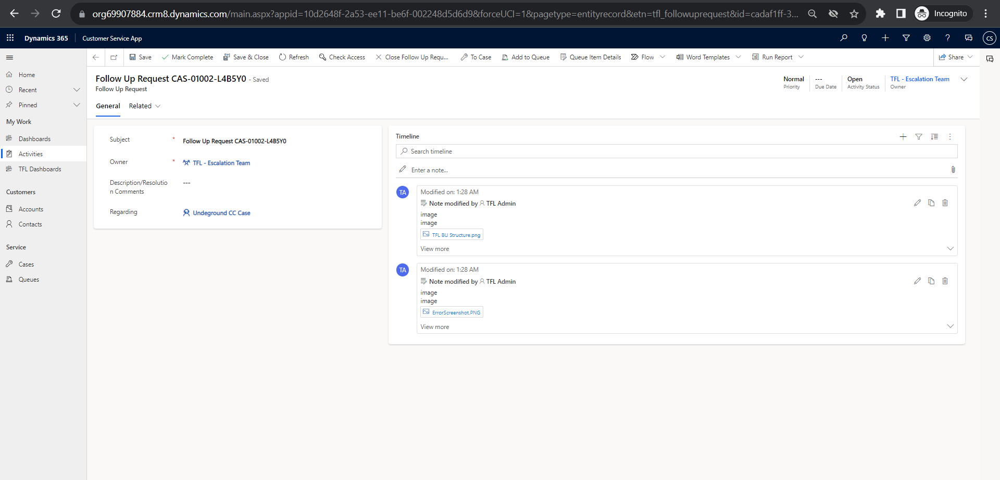 org69907884.crm8.dynamics.com/main.aspx?appid=10d2648f-2a53-ee11-be6f-002248d5d6d9&forceUCI=1&pagetype=entityrecord&etn=tfl_followuprequest&id=cadaf1ff-3...
Incognito
Dynamics 365
Customer Service App
CS
Save
Mark Complete
Save & Close
Refresh
Check Access
Close Follow Up Requ...
To Case
Add to Queue
Queue Item Details
Flow
Word Templates
Run Report
Share
Home
Recent
Pinned
My Work
Dashboards
Activities
TFL Dashboards
Customers
Accounts
Contacts
Service
Cases
Queues
Follow Up Request CAS-01002-L4B5Y0 - Saved
Follow Up Request
Normal
Priority
---
Due Date
Open
Activity Status
TFL - Escalation Team
Owner
General
Related
Subject
*
Follow Up Request CAS-01002-L4B5Y0
Owner
*
TFL - Escalation Team
Description/Resolutio
n Comments
---
Regarding
Undeground CC Case
Timeline
Search timeline
Enter a note...
TA
Modified on: 1:28 AM
Note modified by TFL Admin
image
image
TFL BU Structure.png
View more
TA
Modified on: 1:28 AM
Note modified by TFL Admin
image
image
ErrorScreenshot.PNG
View more